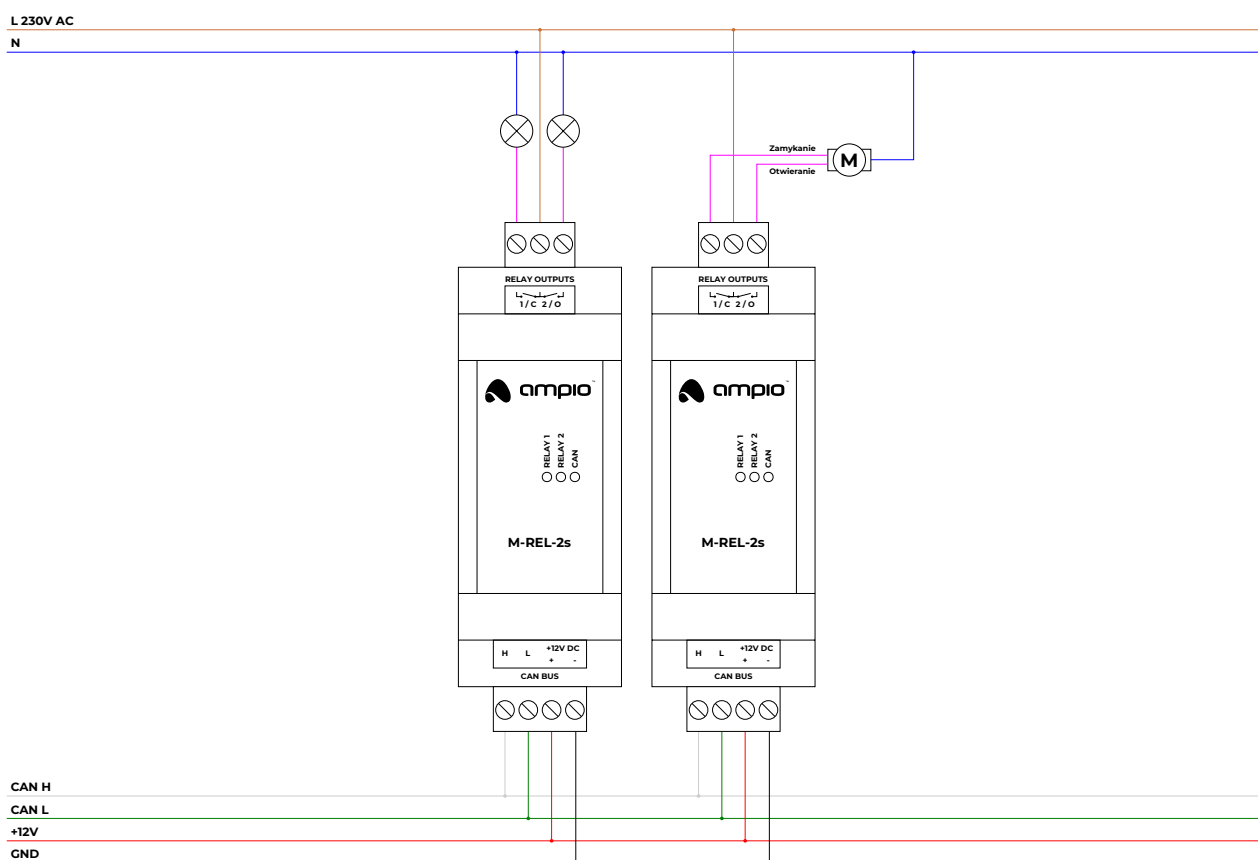 L 230V AC
N
Zamykanie
M
Otwieranie
RELAY OUTPUTS
1 / C 2 / O
RELAY OUTPUTS
1 / C 2 / O
ampio™
ampio™
RELAY 1
RELAY 2
CAN
RELAY 1
RELAY 2
CAN
M-REL-2s
M-REL-2s
H L +12V DC
+ -
CAN BUS
H L +12V DC
+ -
CAN BUS
CAN H
CAN L
+12V
GND